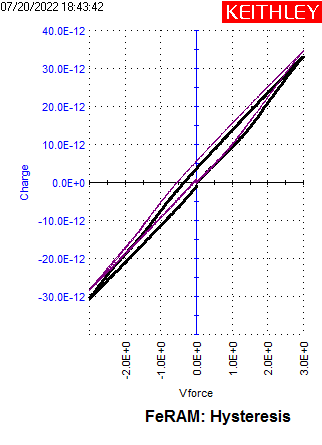 07/20/2022 18:43:42
KEITHLEY
40.0E-12
30.0E-12
20.0E-12
10.0E-12
0.0E+0
-10.0E-12
-20.0E-12
-30.0E-12
Charge
-2.0E+0
-1.0E+0
0.0E+0
1.0E+0
2.0E+0
3.0E+0
Vforce
FeRAM: Hysteresis